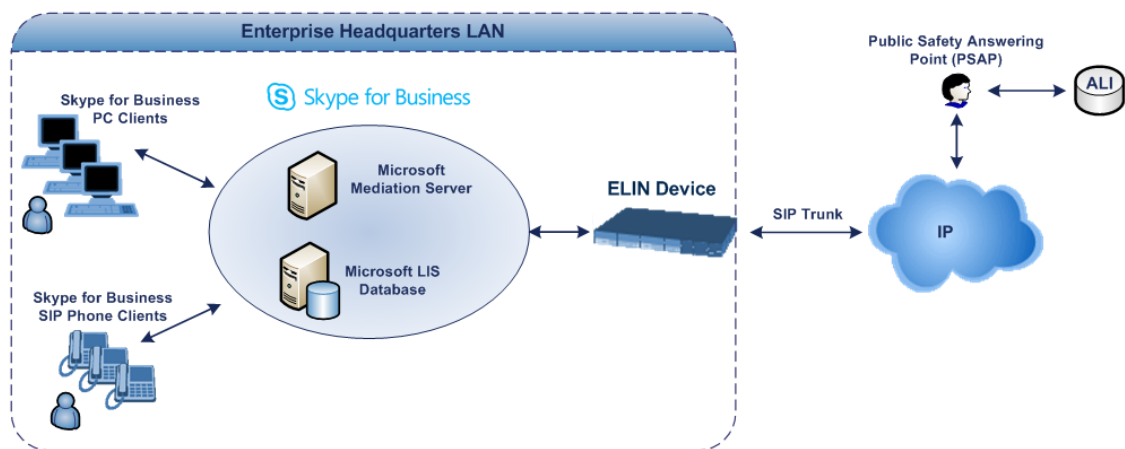 Enterprise Headquarters LAN
Skype for Business
PC Clients
S Skype for Business
Microsoft
Mediation Server
Microsoft LIS
Database
Skype for Business
SIP Phone Clients
ELIN Device
SIP Trunk
IP
Public Safety Answering
Point (PSAP)
ALI